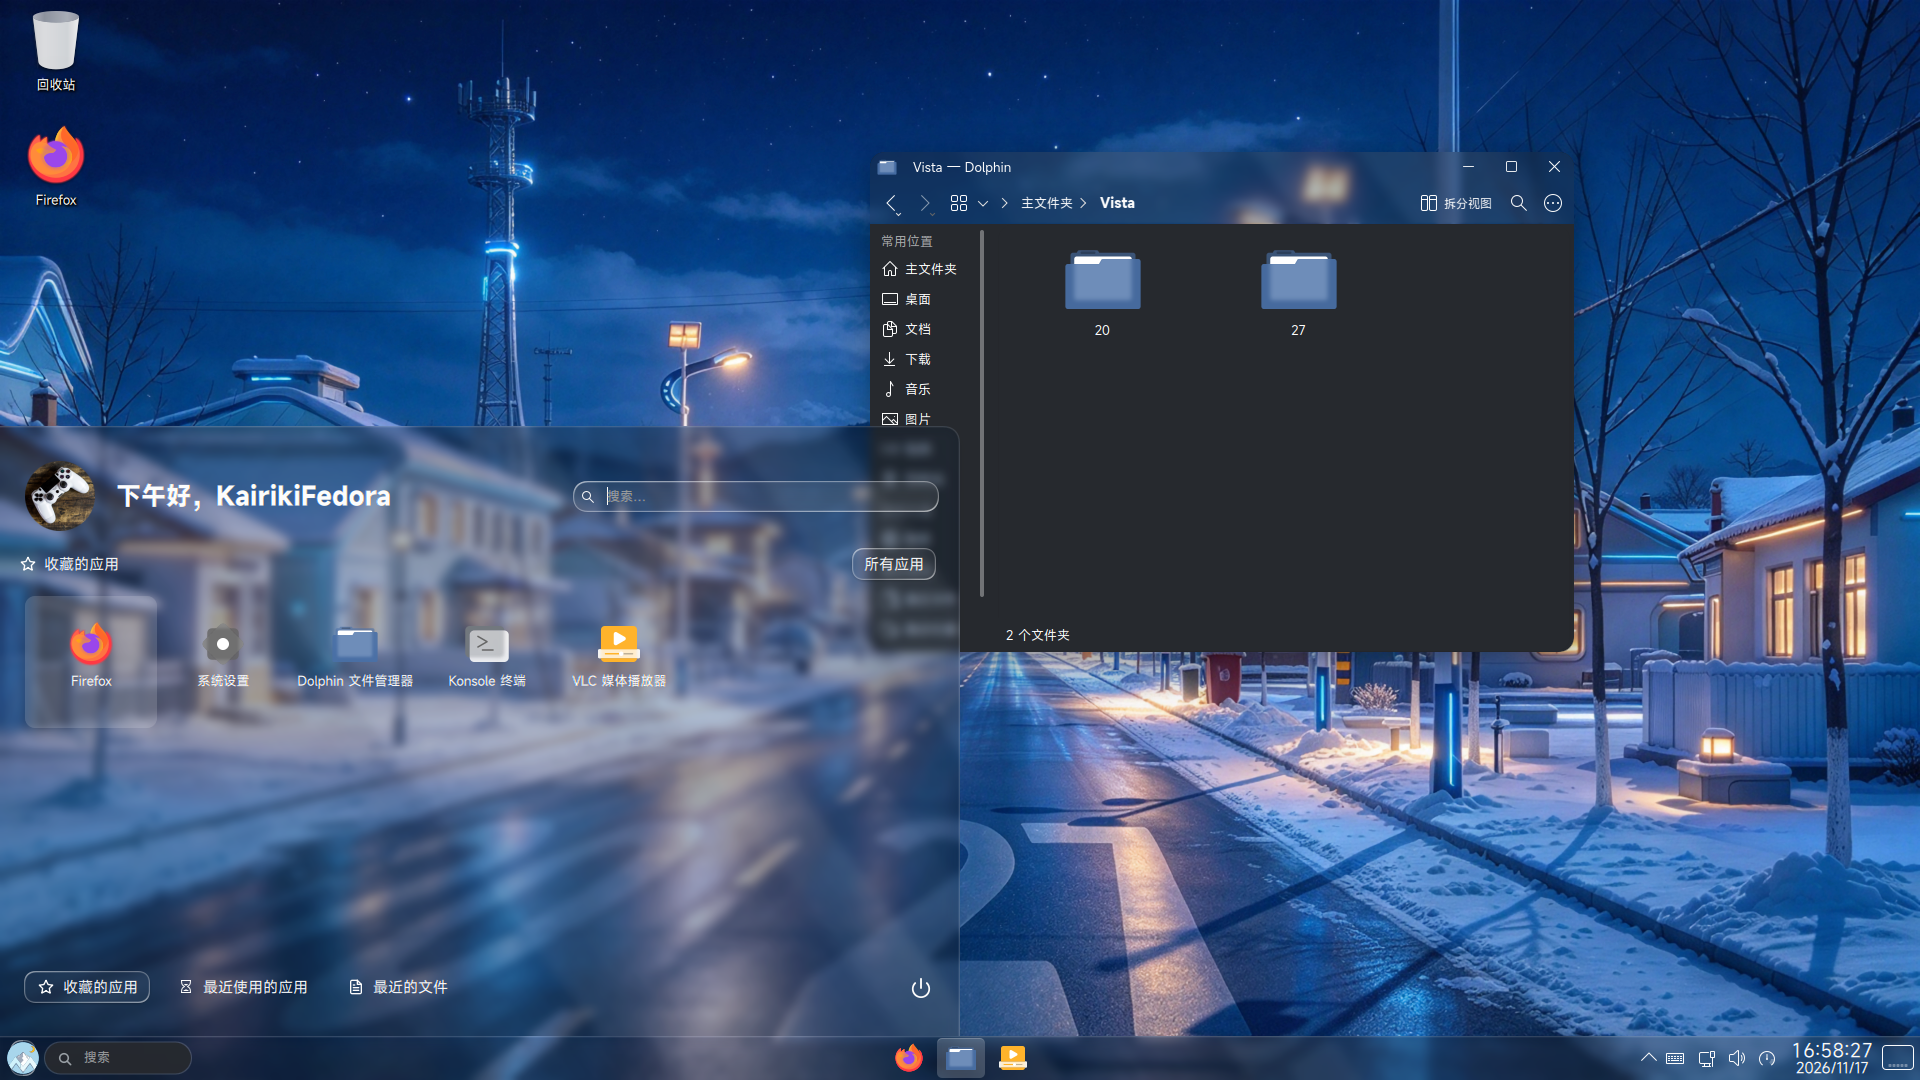 回收站
Firefox
Vista — Dolphin
主文件夹
Vista
拆分视图
常用位置
主文件夹
桌面
文档
下载
音乐
图片
20
27
2 个文件夹
下午好，KairikiFedora
搜索...
收藏的应用
所有应用
Firefox
系统设置
Dolphin 文件管理器
Konsole 终端
VLC 媒体播放器
收藏的应用
最近使用的应用
最近的文件
搜索
16:58:27
2026/11/17